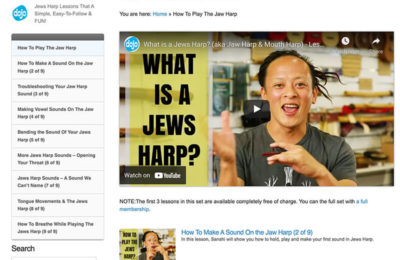 dojo
Jews Harp Lessons That A
Simple, Easy-To-Follow &
FUN!
You are here: Home » How To Play The Jaw Harp
How To Play The Jaw Harp
How To Make A Sound On the Jaw
Harp (2 of 9)
Troubleshooting Your Jaw Harp
Sound (3 of 9)
Making Vowel Sounds On The Jaw
Harp (4 of 9)
Bending the Sound Of Your Jaws
Harp (5 of 9)
More Jaws Harp Sounds – Opening
Your Throat (6 of 9)
Jaws Harp Sounds – A Sound We
Can't Name (7 of 9)
Tongue Movements & The Jaws
Harp (8 of 9)
How To Breathe While Playing The
Jaws Harp (9 of 9)
Search
dojo
What is a Jews Harp? (aka Jaw Harp & Mouth Harp) - Les...
WHAT
IS A
JEWS
HARP?
Watch on YouTube
NOTE:The first 3 lessons in this set are available completely free of charge. You can the full set with a full
membership.
HOW TO
PLAY THE
JEWS
HARP
How To Make A Sound On the Jaw Harp (2 of 9)
In this lesson, Sanshi will show you how to hold, play and make your first sound in Jews Harp.